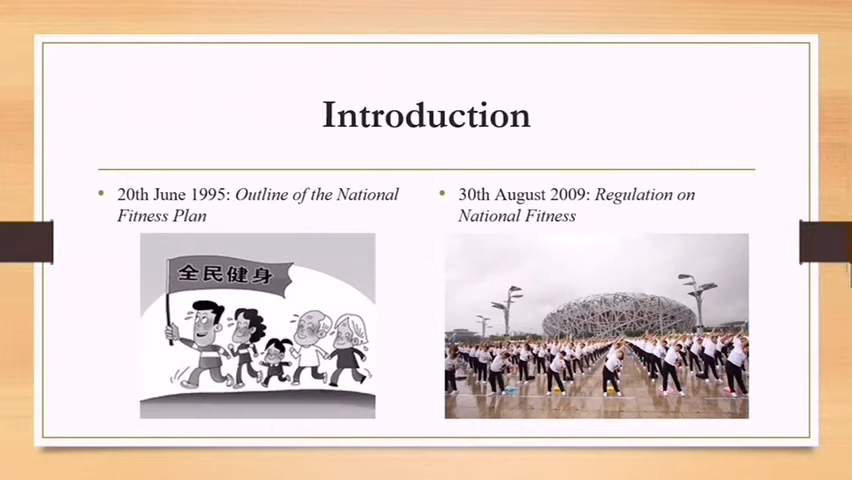 Introduction
• 20th June 1995: Outline of the National
Fitness Plan
全民健身
• 30th August 2009: Regulation on
National Fitness